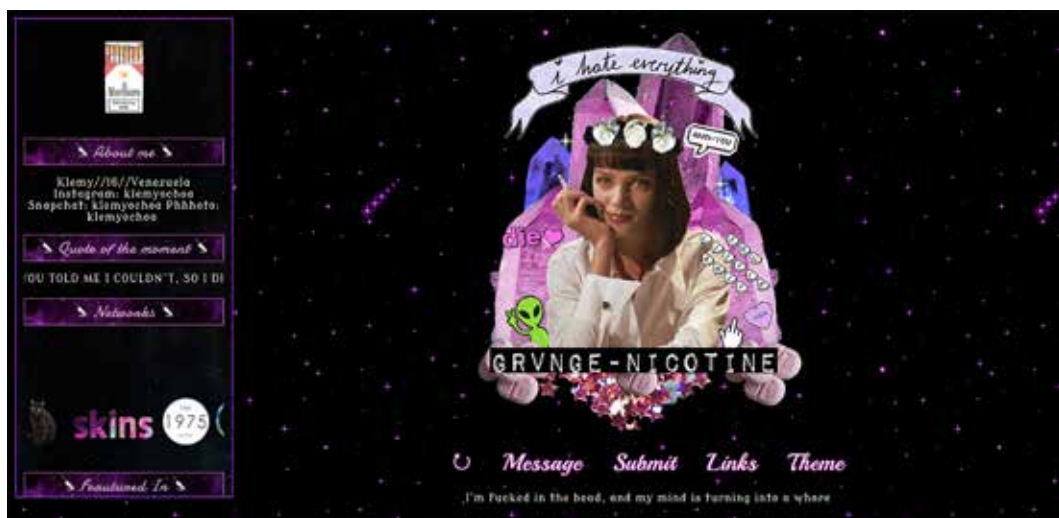 Marlboro
About me
Klemy//16//Venezuela
Instagram: klemyochoa
Snapchat: klemyochoa Phhhoto:
klemyochoa
Quote of the moment
YOU TOLD ME I COULDN'T, SO I DI
Networks
skins
1975
Feautured In
i hate everything
die
GRVNGE-NICOTINE
Message Submit Links Theme
I'm Fucked in the head, and my mind is turning into a whore